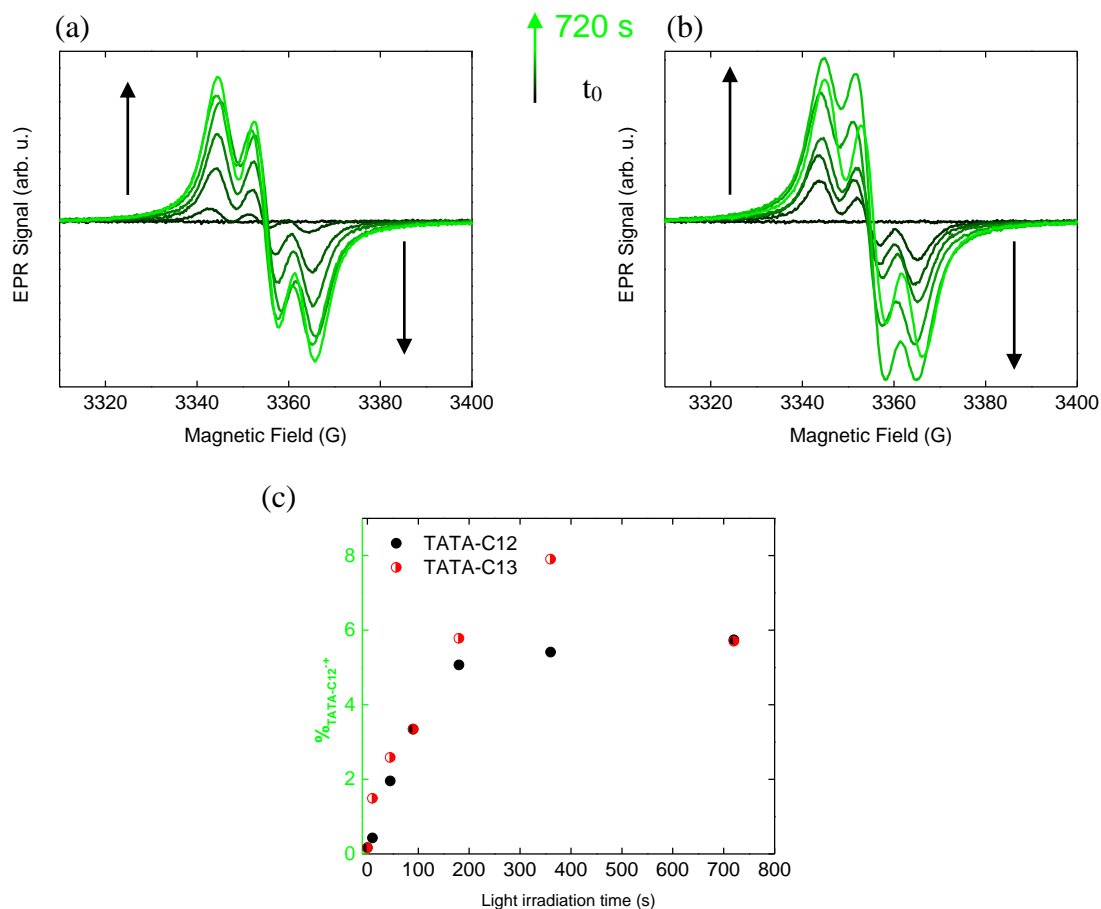 (a)
720 s
t0
(b)
EPR Signal (arb. u.)
3320 3340 3360 3380 3400
Magnetic Field (G)
EPR Signal (arb. u.)
3320 3340 3360 3380 3400
Magnetic Field (G)
(c)
TATA-C12
TATA-C13
%TATA-C12·+
8
6
4
2
0
0 100 200 300 400 500 600 700 800
Light irradiation time (s)